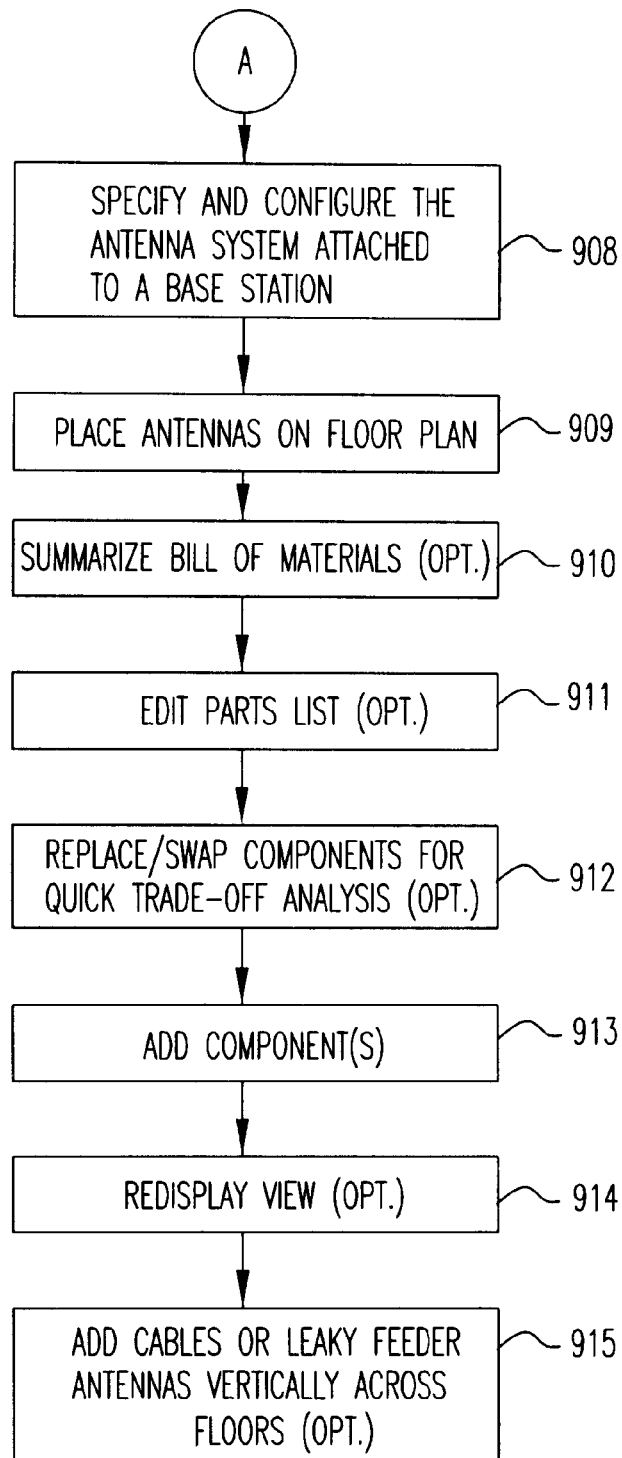 A
SPECIFY AND CONFIGURE THE
ANTENNA SYSTEM ATTACHED
TO A BASE STATION
908
PLACE ANTENNAS ON FLOOR PLAN
909
SUMMARIZE BILL OF MATERIALS (OPT.)
910
EDIT PARTS LIST (OPT.)
911
REPLACE/SWAP COMPONENTS FOR
QUICK TRADE-OFF ANALYSIS (OPT.)
912
ADD COMPONENT(S)
913
REDISPLAY VIEW (OPT.)
914
ADD CABLES OR LEAKY FEEDER
ANTENNAS VERTICALLY ACROSS
FLOORS (OPT.)
915